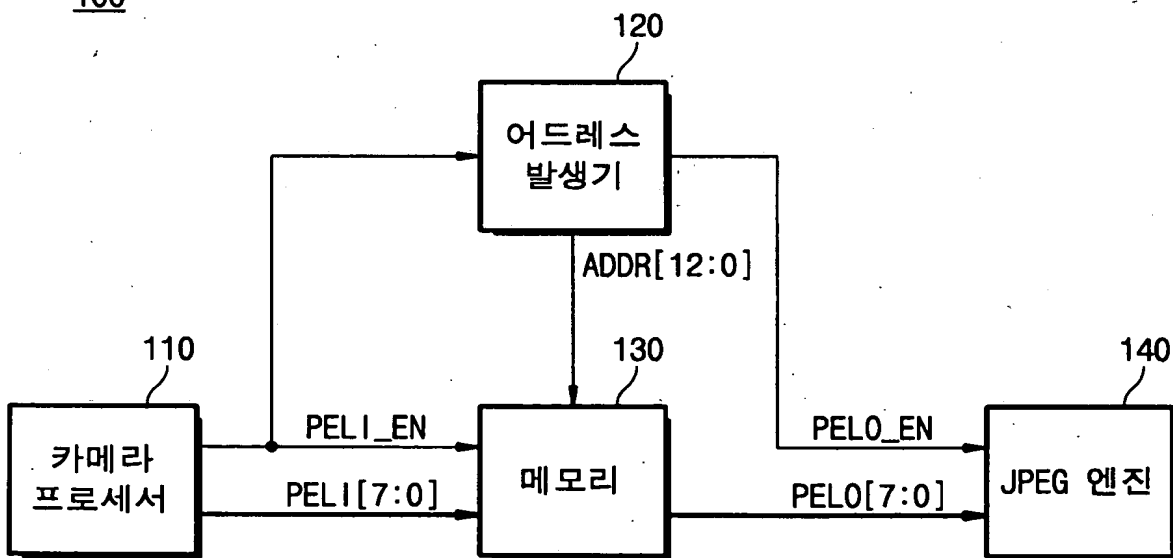 100
120
어드레스
발생기
ADDR[12:0]
110
130
140
카메라
프로세서
PELI_EN
PELI[7:0]
메모리
PELO_EN
PELO[7:0]
JPEG 엔진